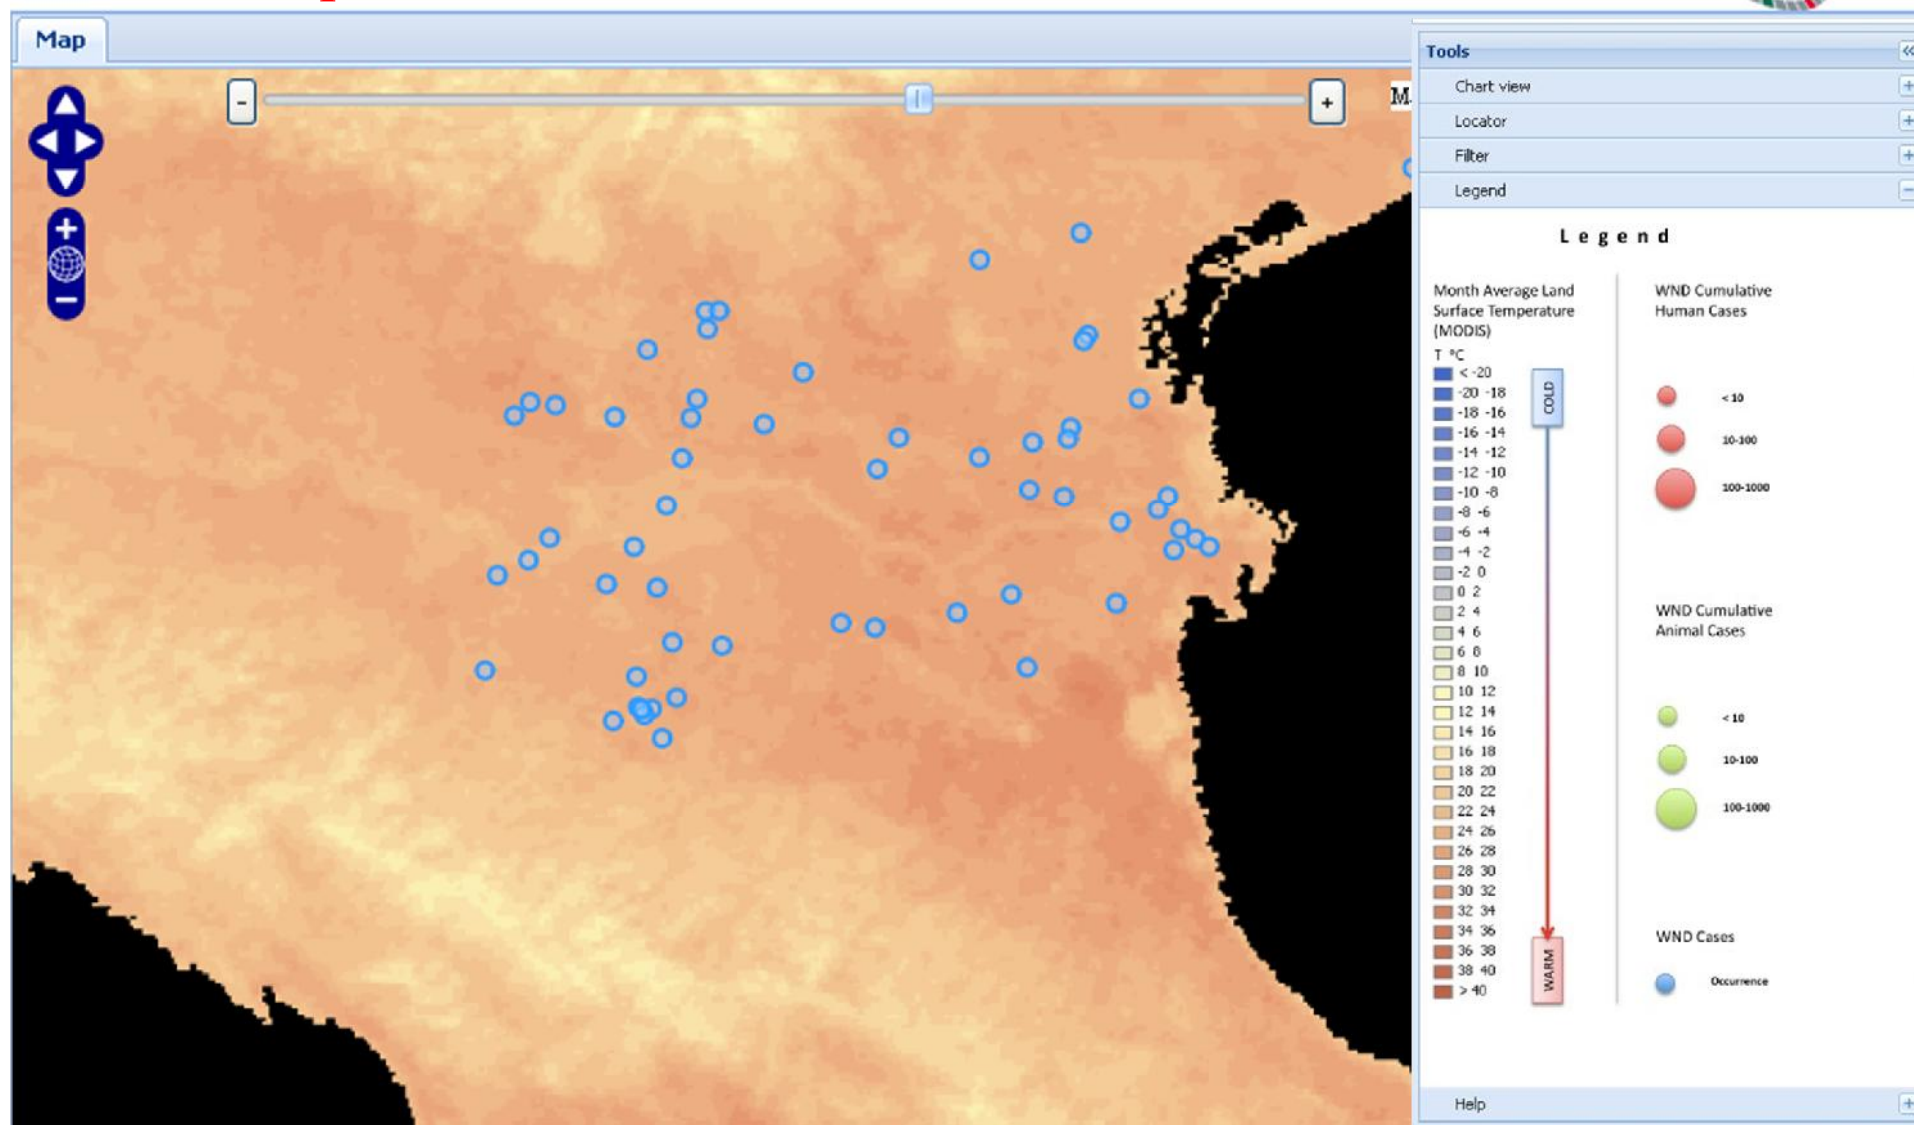 Map
-
+
M
Tools
Chart view
Locator
Filter
Legend
Legend
Month Average Land
Surface Temperature
(MODIS)
T °C
< -20
-20 -18
-18 -16
-16 -14
-14 -12
-12 -10
-10 -8
-8 -6
-6 -4
-4 -2
-2 0
0 2
2 4
4 6
6 8
8 10
10 12
12 14
14 16
16 18
18 20
20 22
22 24
24 26
26 28
28 30
30 32
32 34
34 36
36 38
38 40
> 40
COLD
WARM
WND Cumulative
Human Cases
< 10
10-100
100-1000
WND Cumulative
Animal Cases
< 10
10-100
100-1000
WND Cases
Occurrence
Help